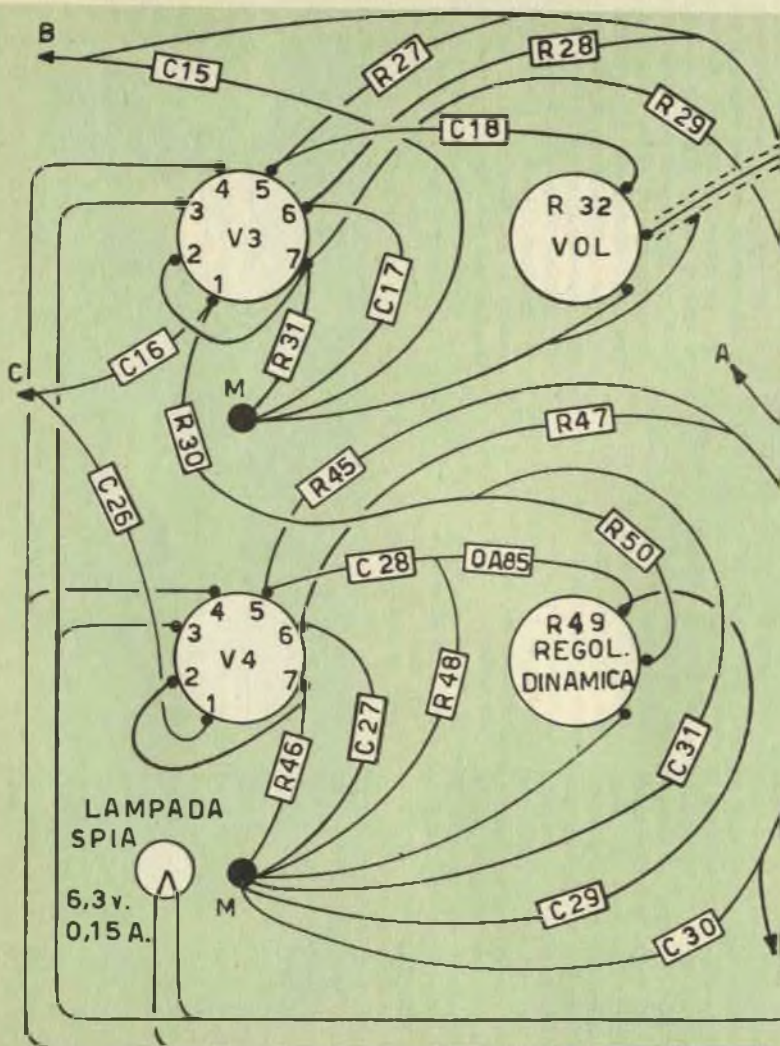 B
C15
R27
R28
R29
C18
4
5
3
6
V3
2
7
1
R 32
VOL
C17
R31
C16
C
M
A
R30
R47
R45
C26
R50
C 28
OA85
4
5
3
6
V4
2
7
1
R49
REGOL.
DINAMICA
R 48
C27
C31
R46
LAMPADA
SPIA
6,3 v.
0,15 A.
M
C29
C 30